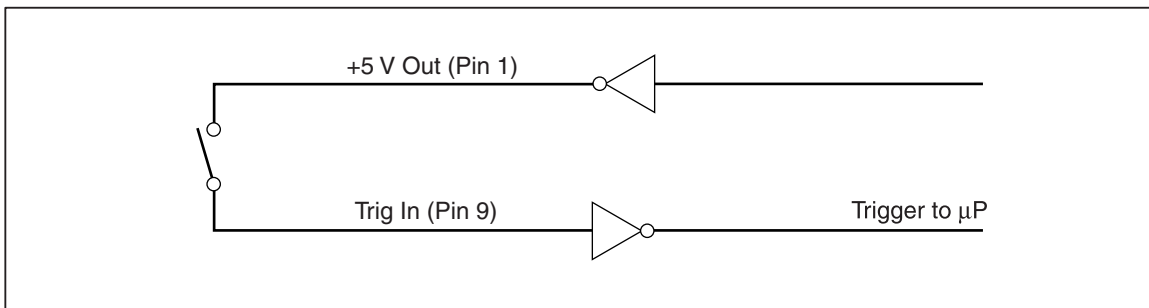 +5 V Out (Pin 1)
Trig In (Pin 9)
Trigger to μP